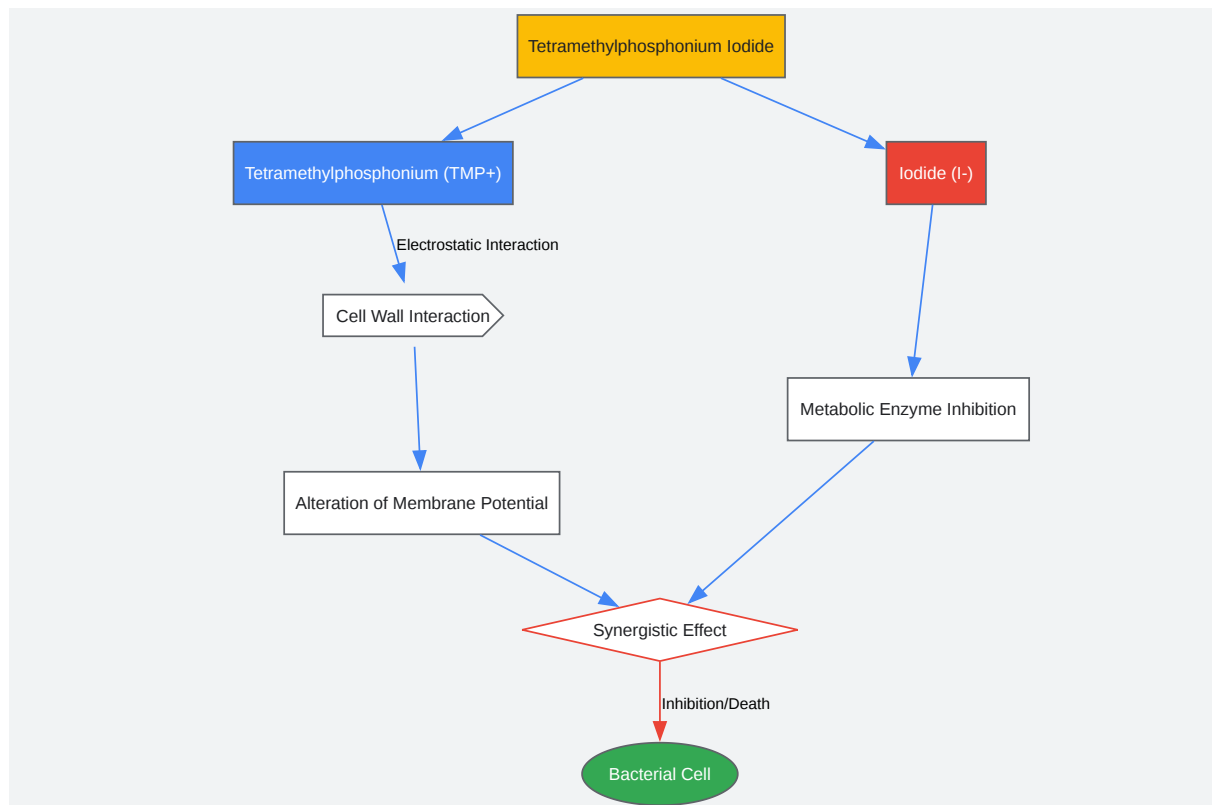 Tetramethylphosphonium Iodide
Tetramethylphosphonium (TMP+)
Iodide (I-)
Electrostatic Interaction
Cell Wall Interaction
Metabolic Enzyme Inhibition
Alteration of Membrane Potential
Synergistic Effect
Inhibition/Death
Bacterial Cell